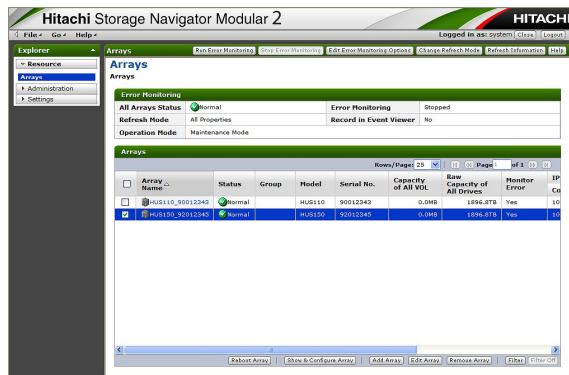 Hitachi Storage Navigator Modular 2
HITACHI
File Go Help
Logged in as: system Close Logout
Explorer
Arrays
Run Error Monitoring Stop Error Monitoring Edit Error Monitoring Options Change Refresh Mode Refresh Information Help
Resource
Arrays
Administration
Settings
Arrays
Arrays
Error Monitoring
All Arrays Status Normal Error Monitoring Stopped
Refresh Mode All Properties Record in Event Viewer No
Operation Mode Maintenance Mode
Arrays
Rows/Page: 25 Page 1 of 1
Array Name Status Group Model Serial No. Capacity of All VOL Raw Capacity of All Drives Monitor Error IP Co
HUS110_90012343 Normal HUS110 90012343 0.0MB 1896.8TB Yes 10
HUS150_92012345 Normal HUS150 92012345 0.0MB 1896.8TB Yes 10
Reboot Array Show & Configure Array Add Array Edit Array Remove Array Filter Filter Off